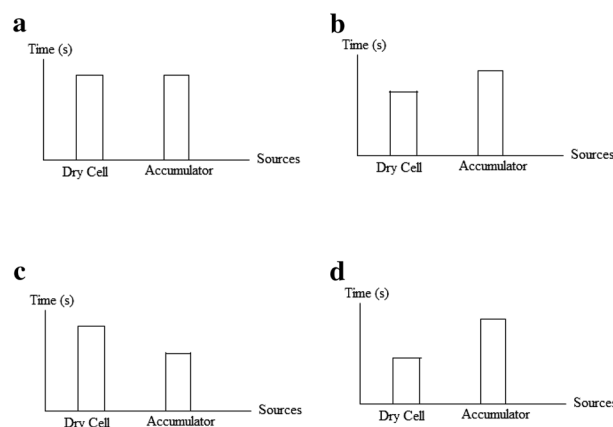 a
Time (s)
Sources
Dry Cell
Accumulator
b
Time (s)
Sources
Dry Cell
Accumulator
c
Time (s)
Sources
Dry Cell
Accumulator
d
Time (s)
Sources
Dry Cell
Accumulator